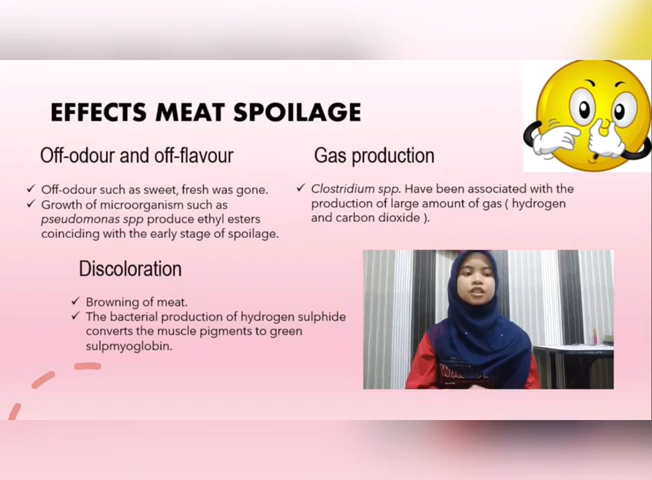 EFFECTS MEAT SPOILAGE
Off-odour and off-flavour
✓ Off-odour such as sweet, fresh was gone.
✓ Growth of microorganism such as
pseudomonas spp produce ethyl esters
coinciding with the early stage of spoilage.
Gas production
✓ Clostridium spp. Have been associated with the
production of large amount of gas ( hydrogen
and carbon dioxide ).
Discoloration
✓ Browning of meat.
✓ The bacterial production of hydrogen sulphide
converts the muscle pigments to green
sulpmyoglobin.